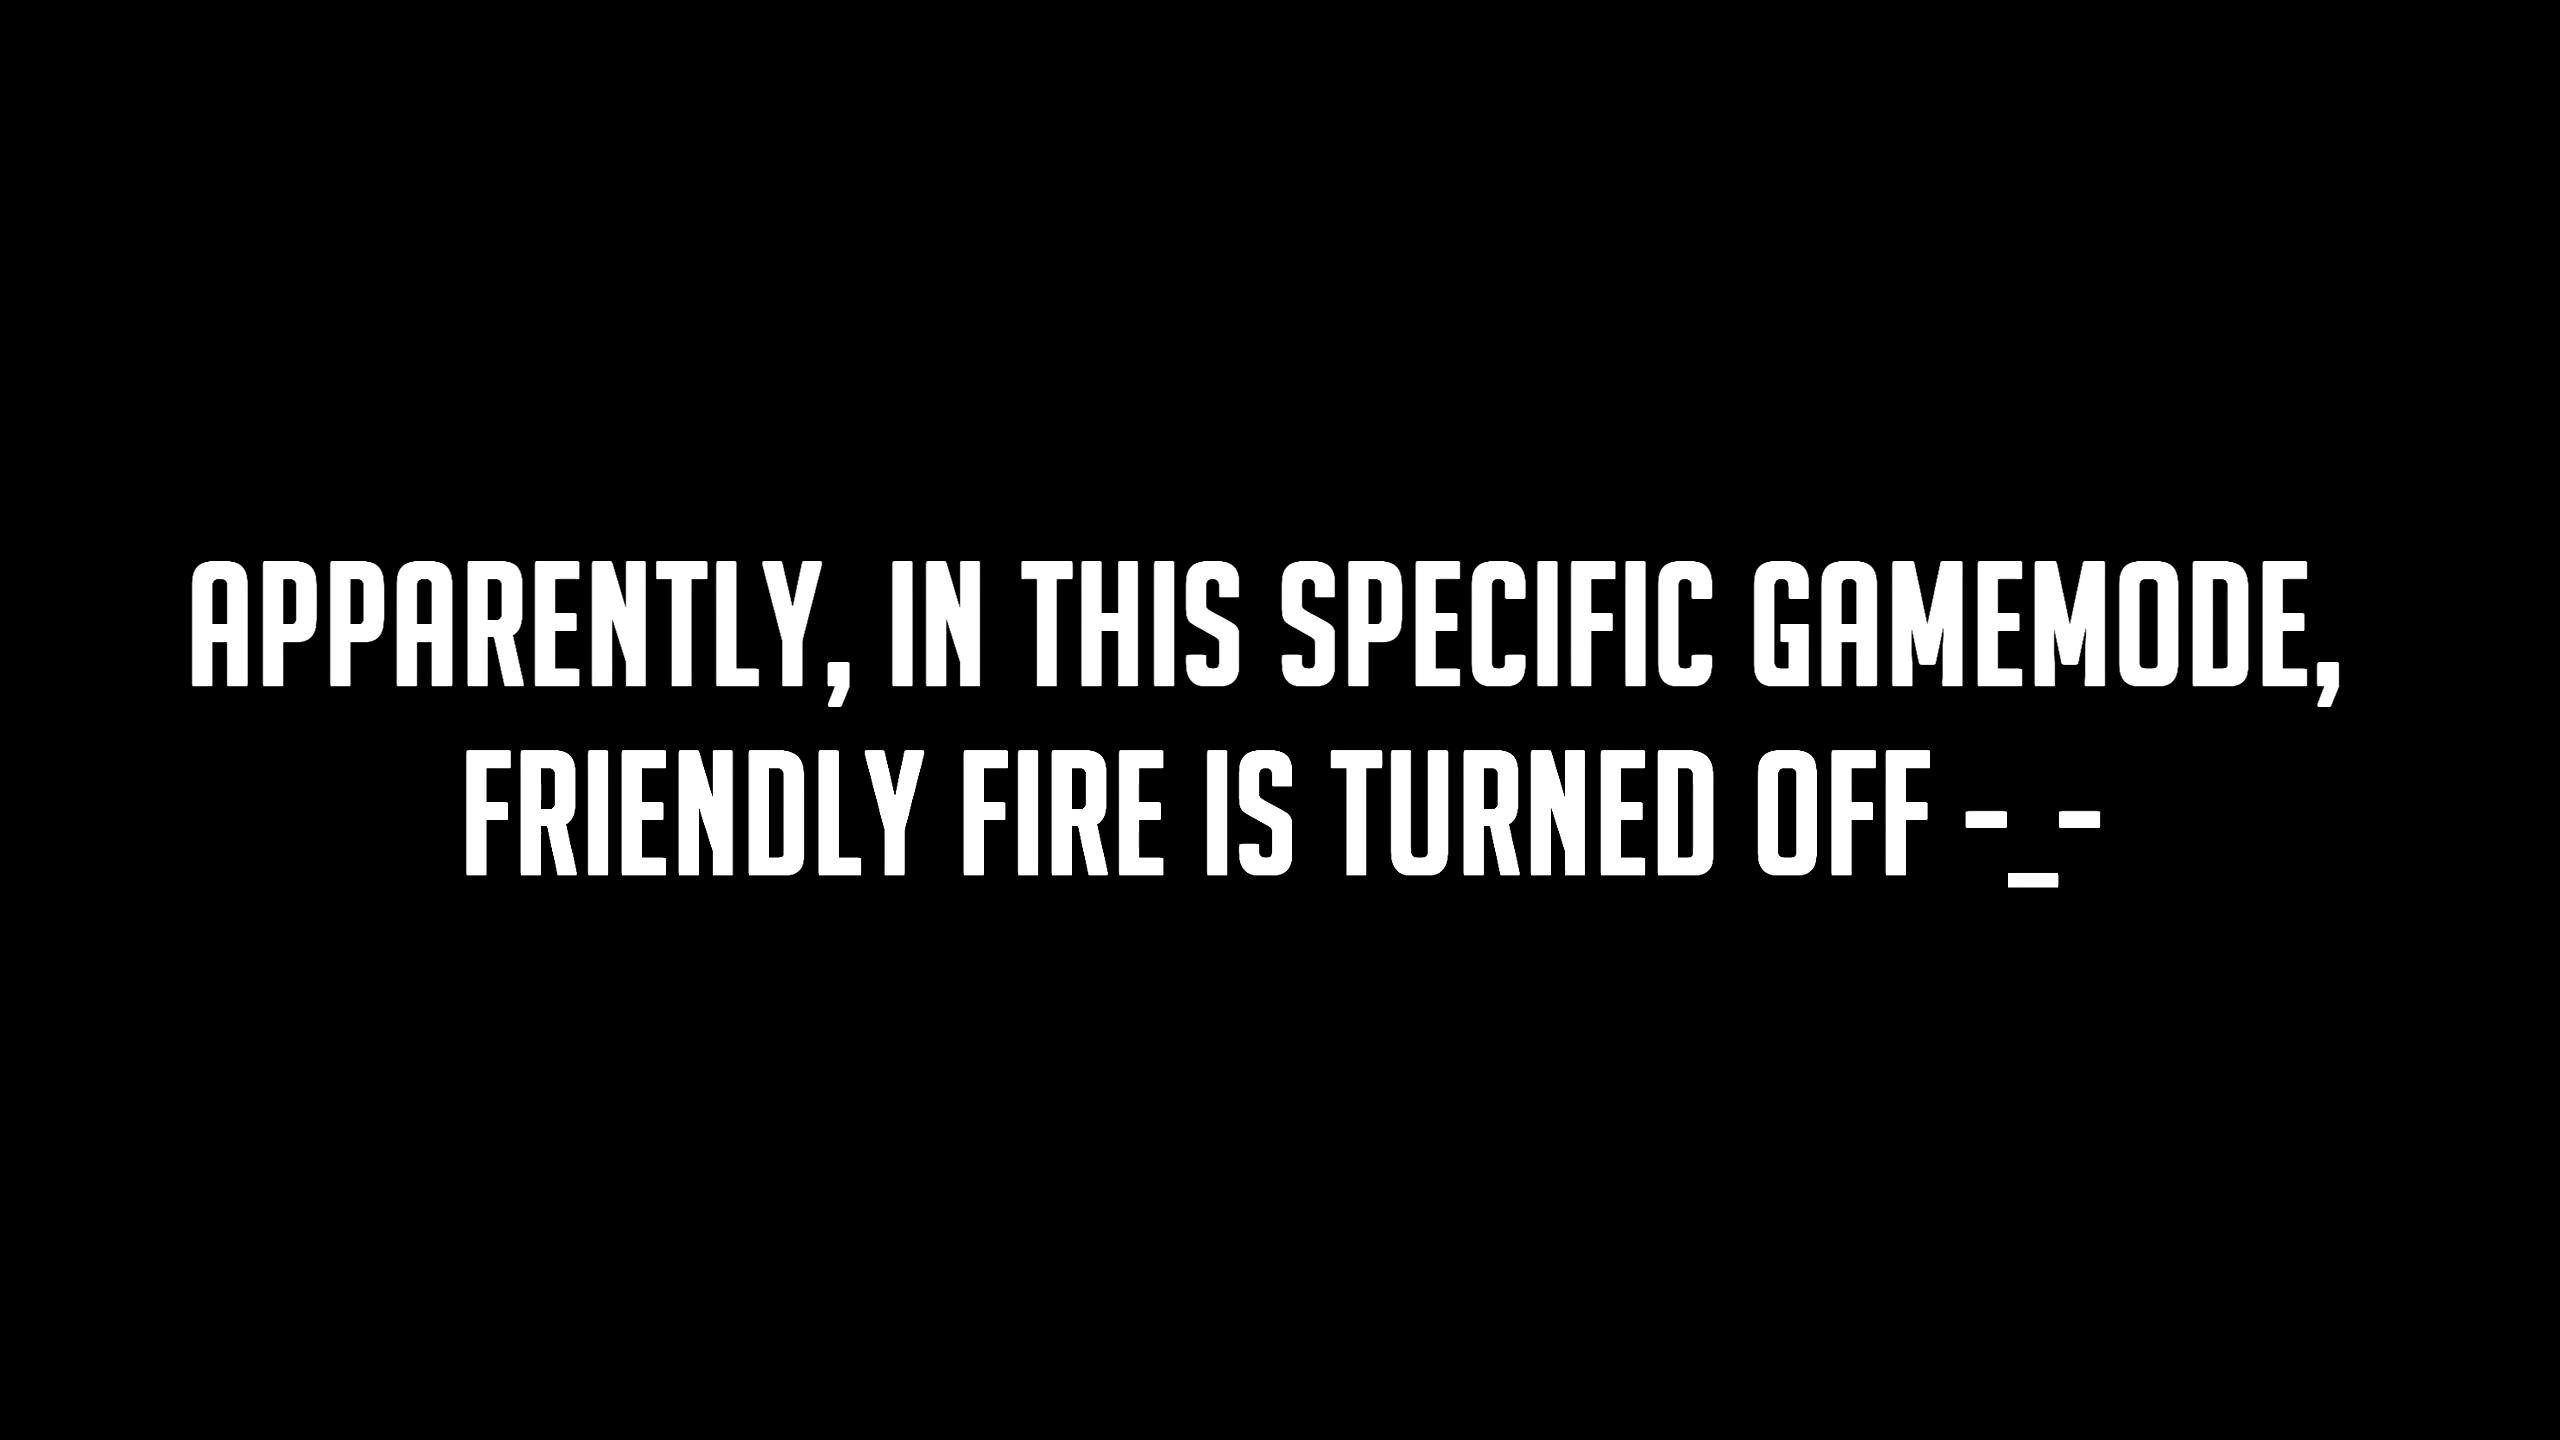 APPARENTLY, IN THIS SPECIFIC GAMEMODE,
FRIENDLY FIRE IS TURNED OFF -_-